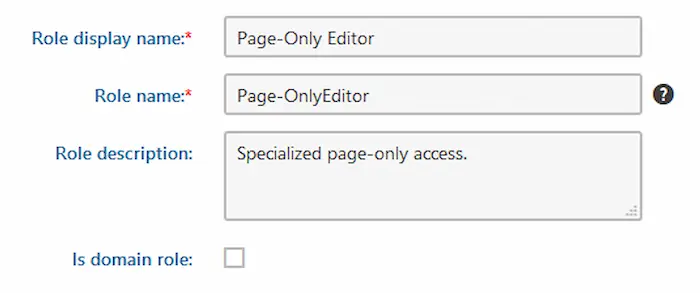 Role display name:* Page-Only Editor
Role name:* Page-OnlyEditor ?
Role description: Specialized page-only access.
Is domain role: